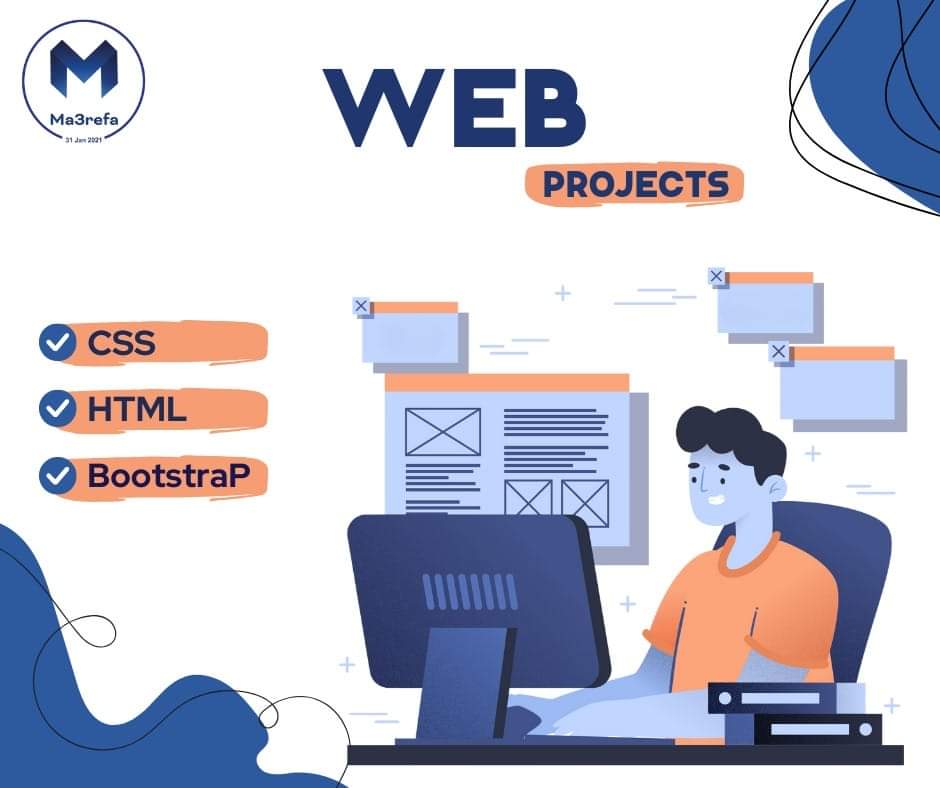 Ma3refa
31 Jan 2021
WEB
PROJECTS
CSS
HTML
BootstraP